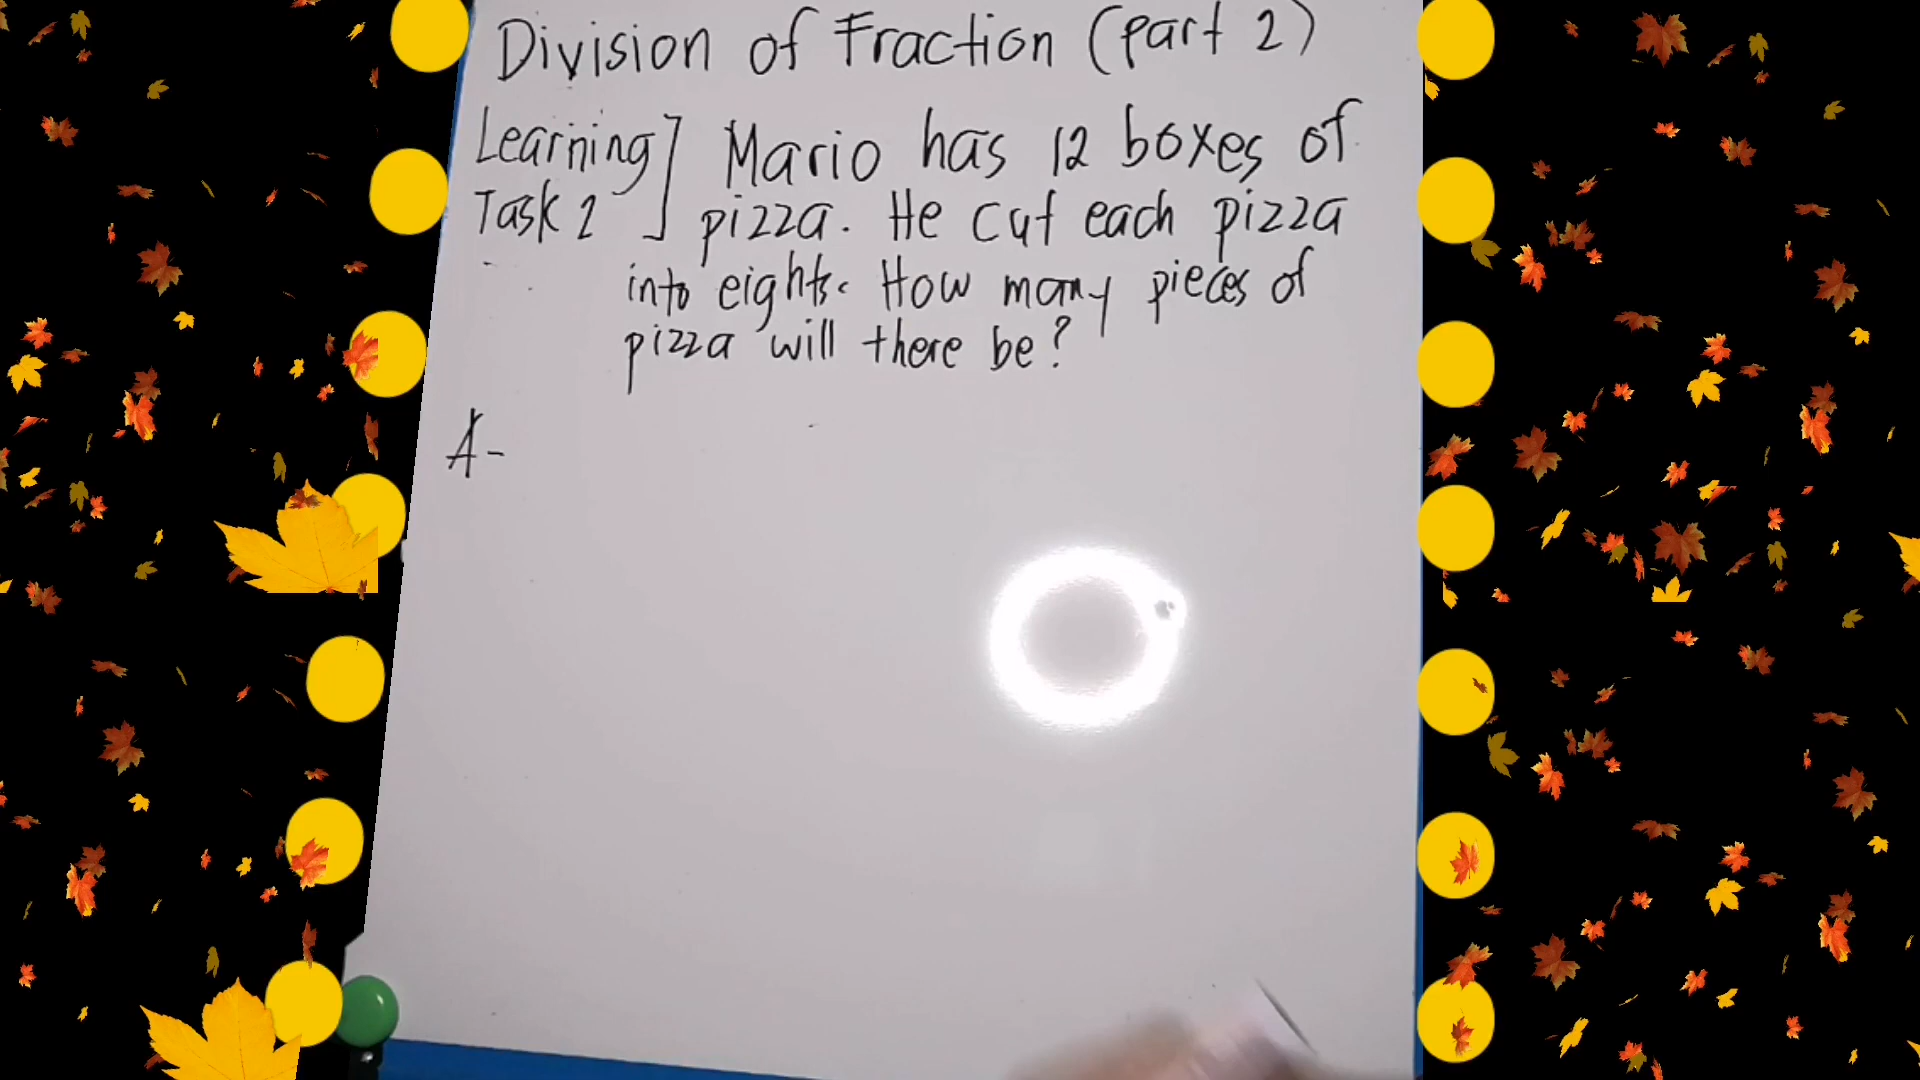 Division of Fraction (part 2)
Learning Task 2] Mario has 12 boxes of
pizza. He cut each pizza
into eights. How many pieces of
pizza will there be?
A-